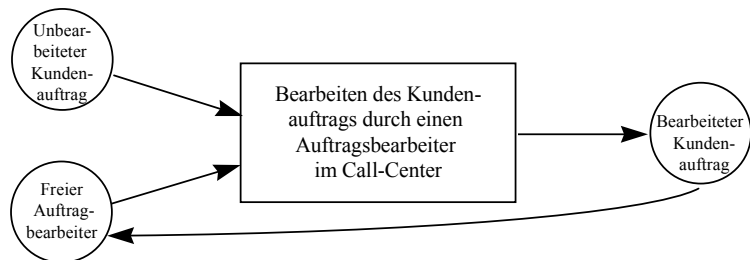 Unbear-
beiteter
Kunden-
auftrag
Bearbeiten des Kunden-
auftrags durch einen
Auftragsbearbeiter
im Call-Center
Bearbeiteter
Kunden-
auftrag
Freier
Auftrag-
bearbeiter